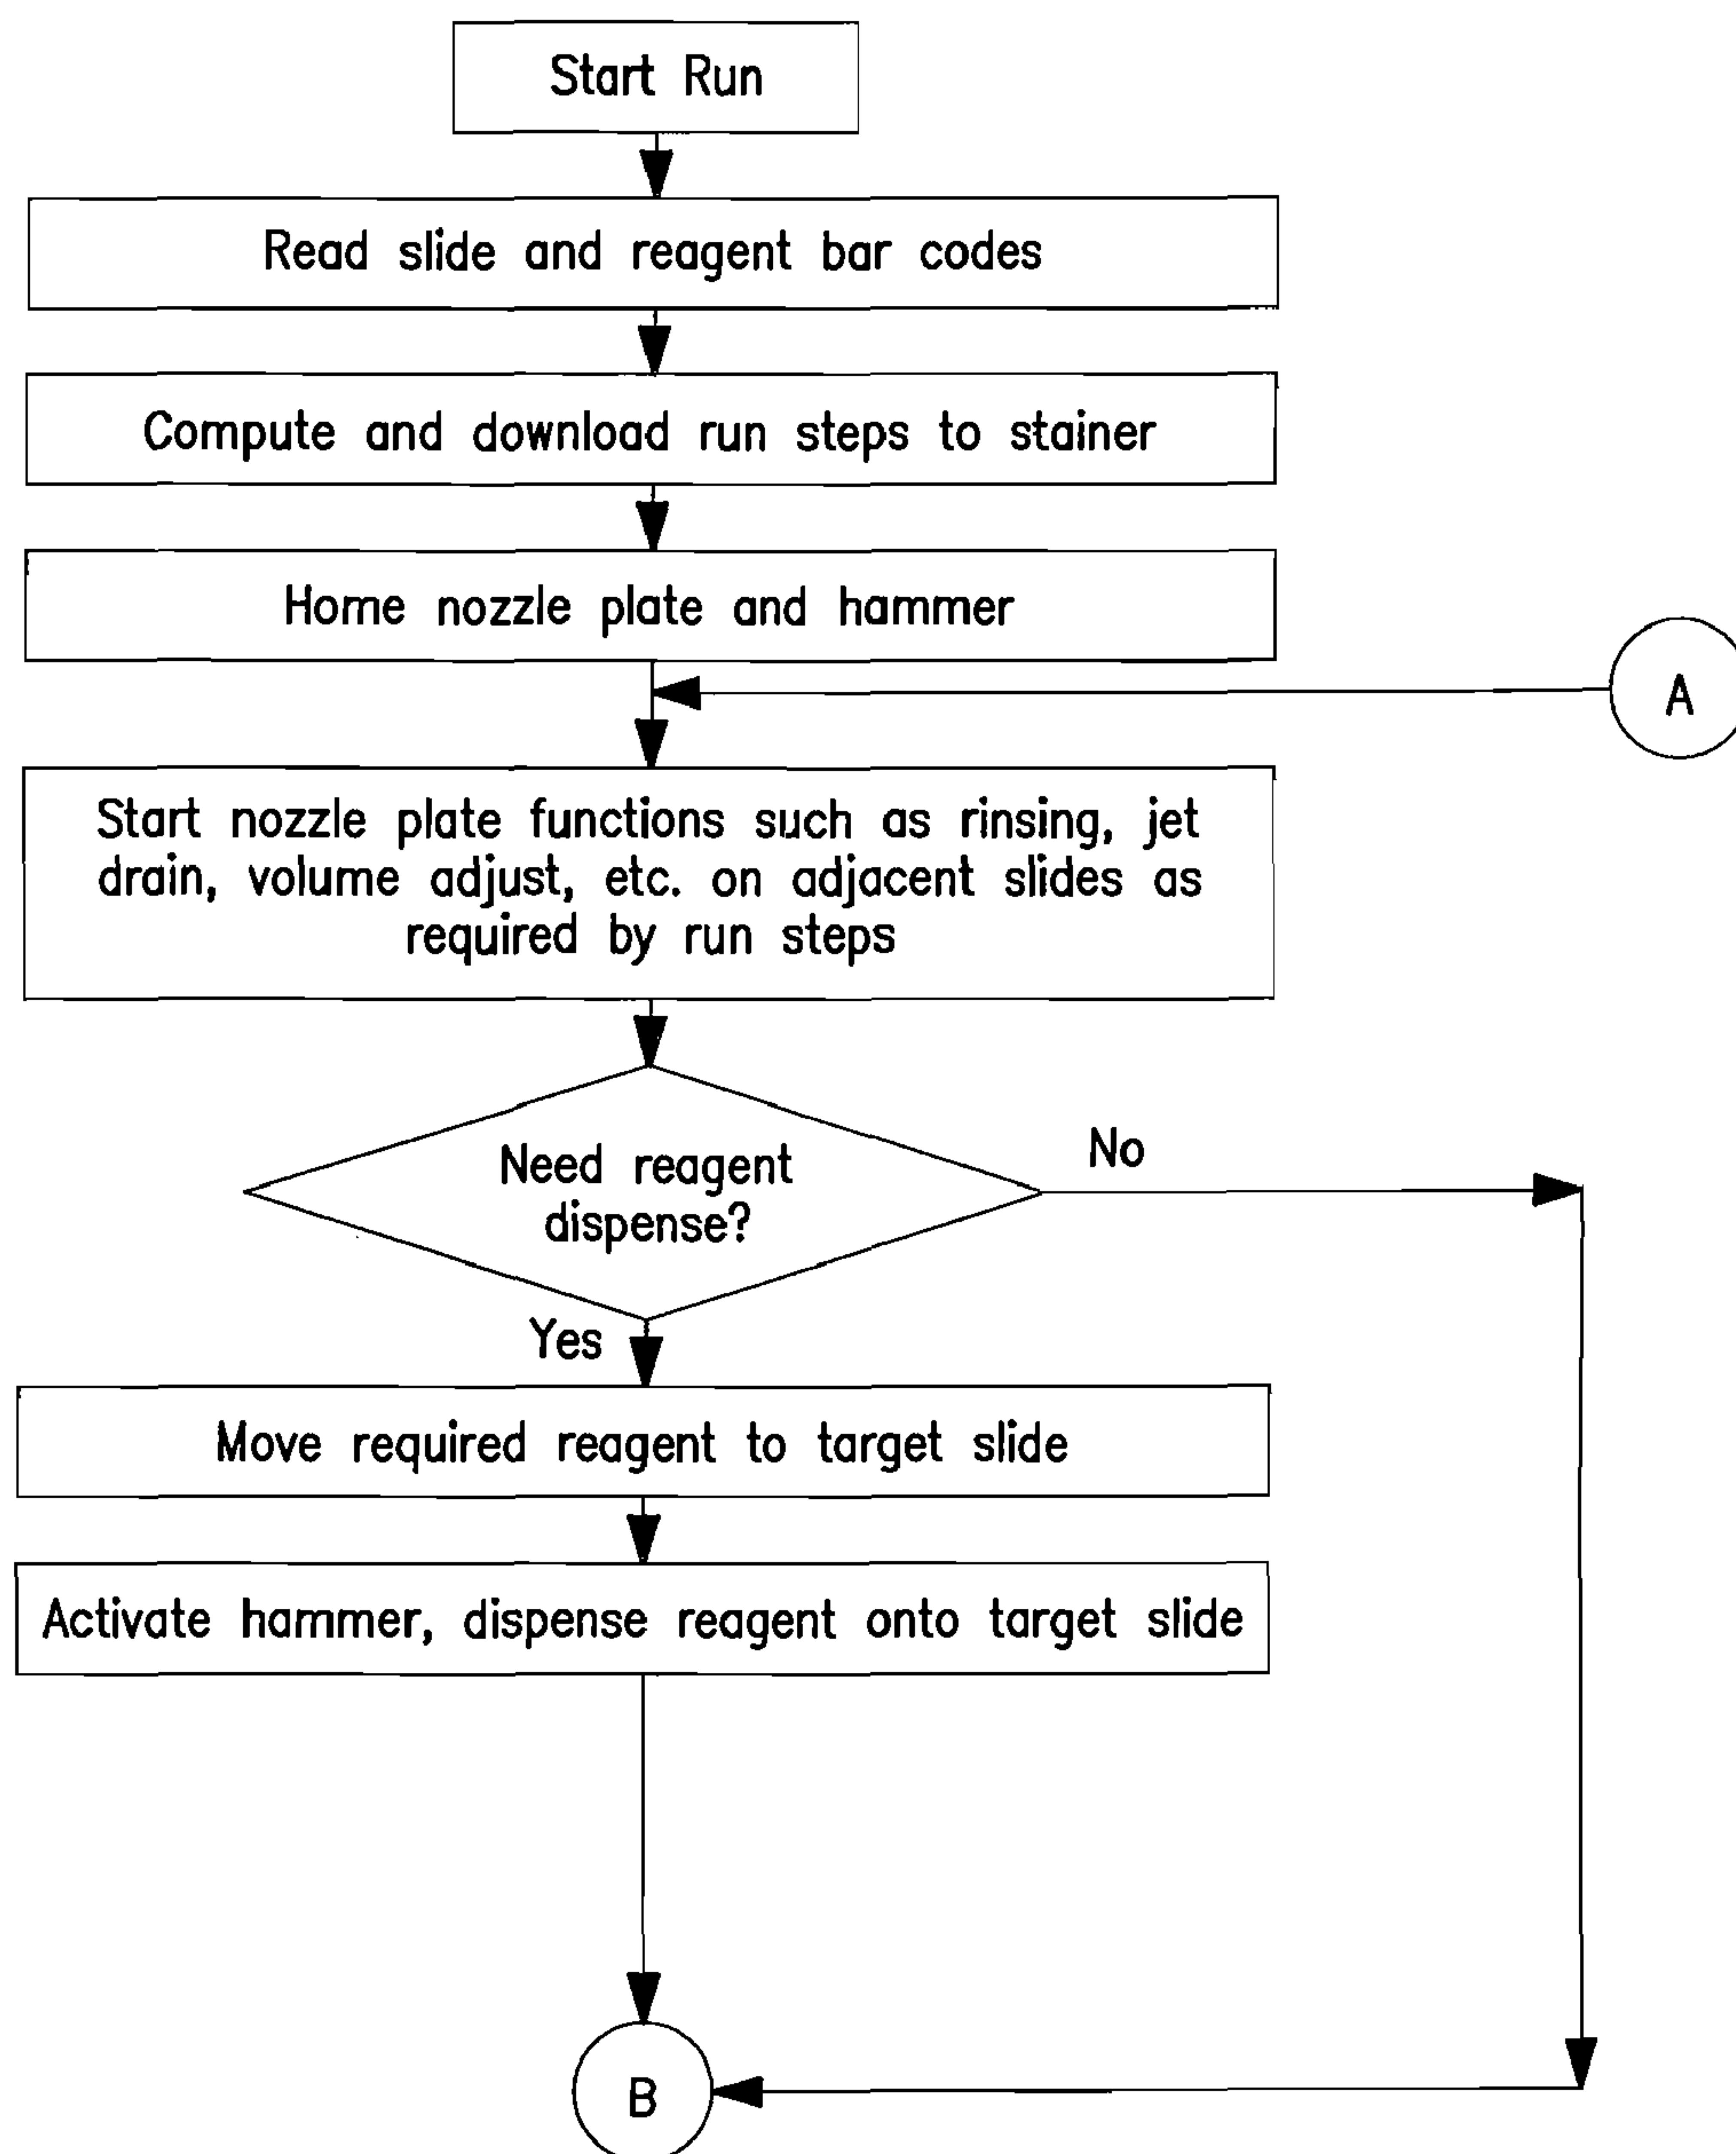 Start Run
Read slide and reagent bar codes
Compute and download run steps to stainer
Home nozzle plate and hammer
A
Start nozzle plate functions such as rinsing, jet
drain, volume adjust, etc. on adjacent slides as
required by run steps
Need reagent
dispense?
No
Yes
Move required reagent to target slide
Activate hammer, dispense reagent onto target slide
B